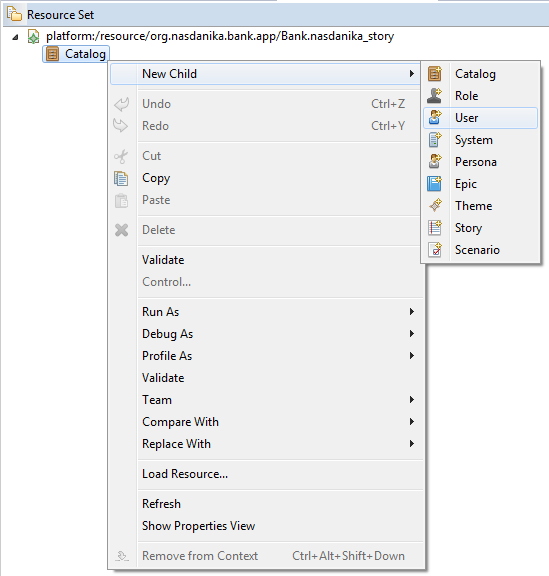 Resource Set
platform:/resource/org.nasdanika.bank.app/Bank.nasdanika_story
Catalog
New Child
Undo Ctrl+Z
Redo Ctrl+Y
Cut
Copy
Paste
Delete
Validate
Control...
Run As
Debug As
Profile As
Validate
Team
Compare With
Replace With
Load Resource...
Refresh
Show Properties View
Remove from Context Ctrl+Alt+Shift+Down
Catalog
Role
User
System
Persona
Epic
Theme
Story
Scenario